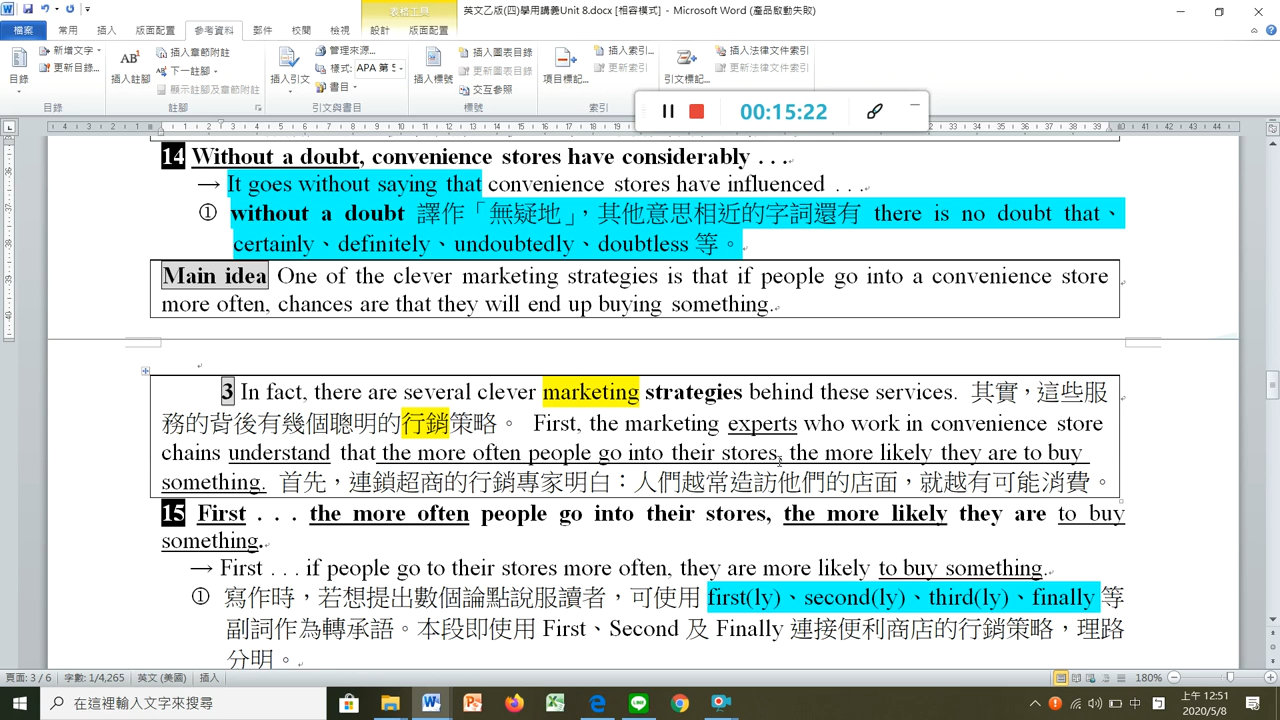 英文乙版(四)學用講義Unit 8.docx [相容模式] - Microsoft Word (產品啟動失敗)
表格工具
檔案 常用 插入 版面配置 參考資料 郵件 校閱 檢視 設計 版面配置
目錄 新增文字 更新目錄... AB¹ 插入註腳 插入章節附註 下一註腳 顯示註腳及章節附註 插入引文 管理來源... 樣式: APA 第 5 書目 插入標號 插入圖表目錄 更新圖表目錄 交互參照 項目標記... 插入索引... 更新索引 引文標記... 插入法律文件索引 更新法律文件索引
目錄 註腳 引文與書目 標號 索引
00:15:22
14 Without a doubt, convenience stores have considerably . . .
→ It goes without saying that convenience stores have influenced . . .
① without a doubt 譯作「無疑地」，其他意思相近的字詞還有 there is no doubt that、
certainly、definitely、undoubtedly、doubtless 等。
Main idea One of the clever marketing strategies is that if people go into a convenience store
more often, chances are that they will end up buying something.
3 In fact, there are several clever marketing strategies behind these services. 其實，這些服
務的背後有幾個聰明的行銷策略。 First, the marketing experts who work in convenience store
chains understand that the more often people go into their stores, the more likely they are to buy
something. 首先，連鎖超商的行銷專家明白：人們越常造訪他們的店面，就越有可能消費。
15 First . . . the more often people go into their stores, the more likely they are to buy
something.
→ First . . . if people go to their stores more often, they are more likely to buy something.
① 寫作時，若想提出數個論點說服讀者，可使用 first(ly)、second(ly)、third(ly)、finally 等
副詞作為轉承語。本段即使用 First、Second 及 Finally 連接便利商店的行銷策略，理路
分明。
頁面: 3 / 6 字數: 1/4,265 英文 (美國) 插入 180%
在這裡輸入文字來搜尋 中 上午 12:51
2020/5/8